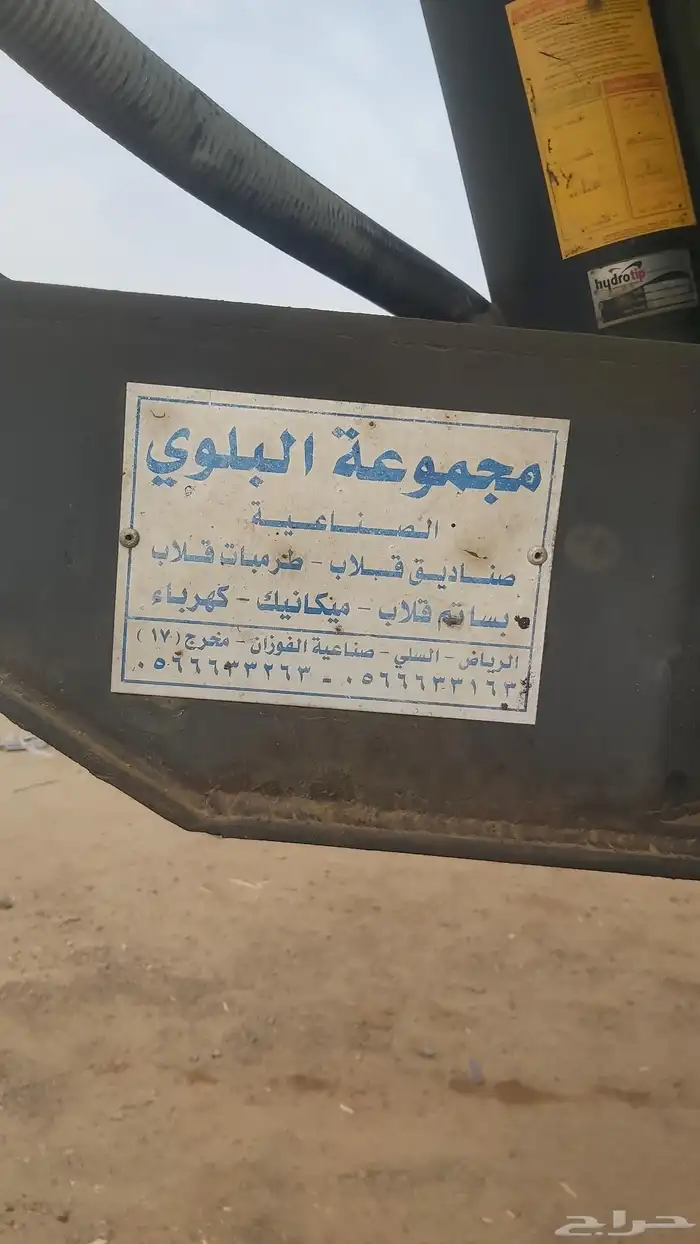 hydrotip
مجموعة البلوي
الصناعية
صناديق قلاب - طرمبات قلاب
بساتم قلاب - ميكانيك - كهرباء
الرياض - السلي - صناعية الفوزان - مخرج (١٧)
٠٥٦٦٦٣٣١٦٣ - ٠٥٦٦٦٣٣٢٦٣
حراج